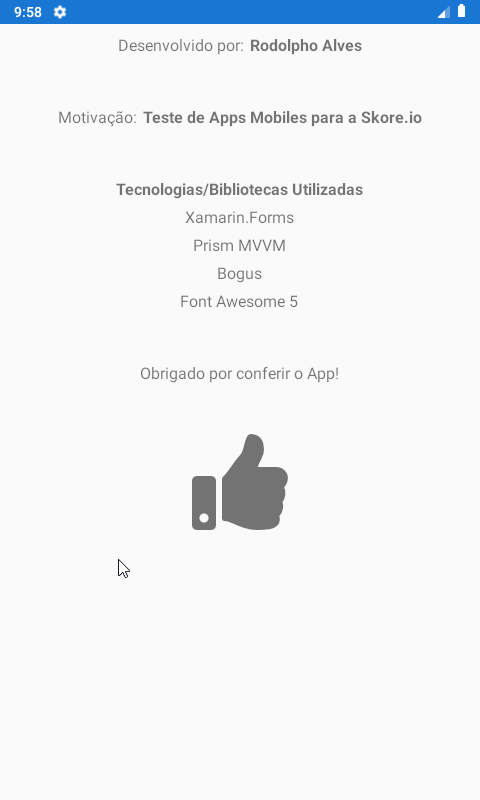 9:58
Desenvolvido por: Rodolpho Alves
Motivação: Teste de Apps Mobiles para a Skore.io
Tecnologias/Bibliotecas Utilizadas
Xamarin.Forms
Prism MVVM
Bogus
Font Awesome 5
Obrigado por conferir o App!